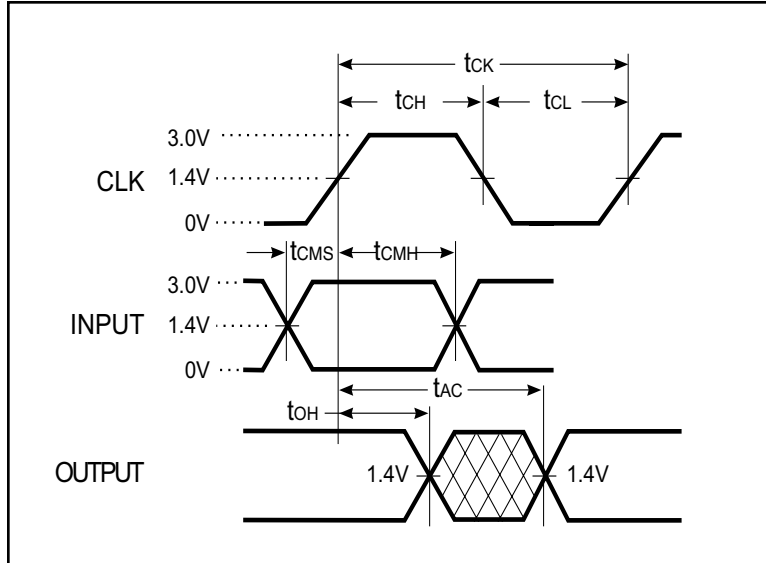 tCK
tCH tCL
3.0V
CLK 1.4V
0V
tCMS tCMH
3.0V
INPUT 1.4V
0V
tAC
tOH
OUTPUT 1.4V 1.4V